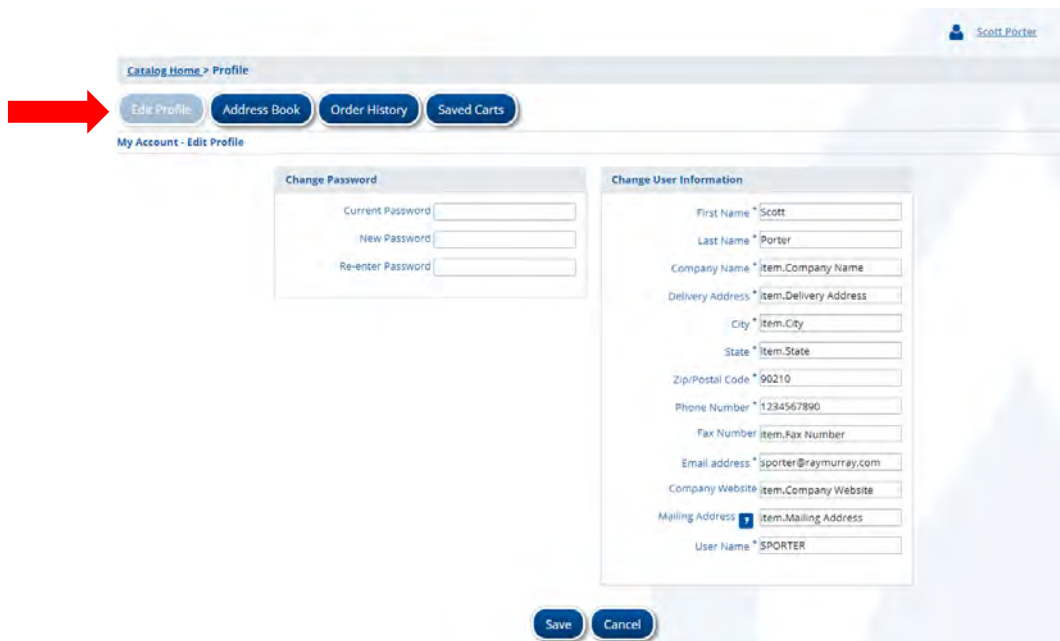 Scott Porter
Catalog Home > Profile
Edit Profile Address Book Order History Saved Carts
My Account - Edit Profile
Change Password
Current Password
New Password
Re-enter Password
Change User Information
First Name * Scott
Last Name * Porter
Company Name * item.Company Name
Delivery Address * item.Delivery Address
City * item.City
State * item.State
Zip/Postal Code * 90210
Phone Number * 1234567890
Fax Number item.Fax Number
Email address * sporter@raymurray.com
Company Website item.Company Website
Mailing Address ? item.Mailing Address
User Name * SPORTER
Save Cancel